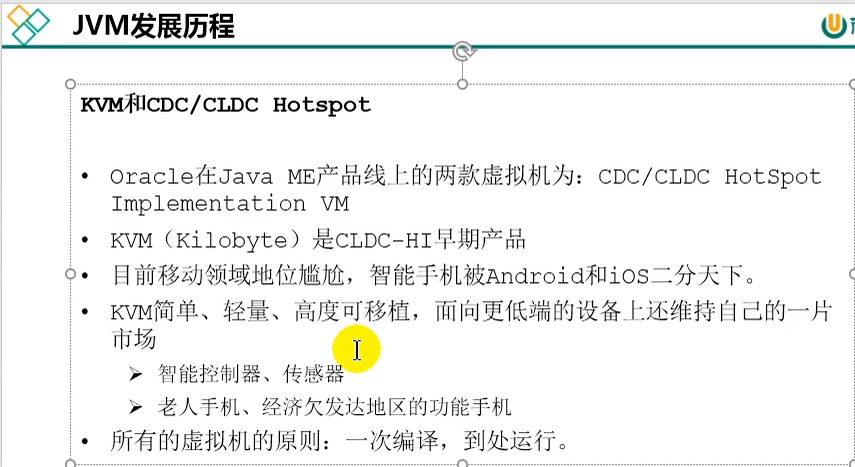 JVM发展历程
KVM和CDC/CLDC Hotspot
• Oracle在Java ME产品线上的两款虚拟机为：CDC/CLDC HotSpot
Implementation VM
• KVM（Kilobyte）是CLDC-HI早期产品
• 目前移动领域地位尴尬，智能手机被Android和iOS二分天下。
• KVM简单、轻量、高度可移植，面向更低端的设备上还维持自己的一片
市场
➢ 智能控制器、传感器
➢ 老人手机、经济欠发达地区的功能手机
• 所有的虚拟机的原则：一次编译，到处运行。